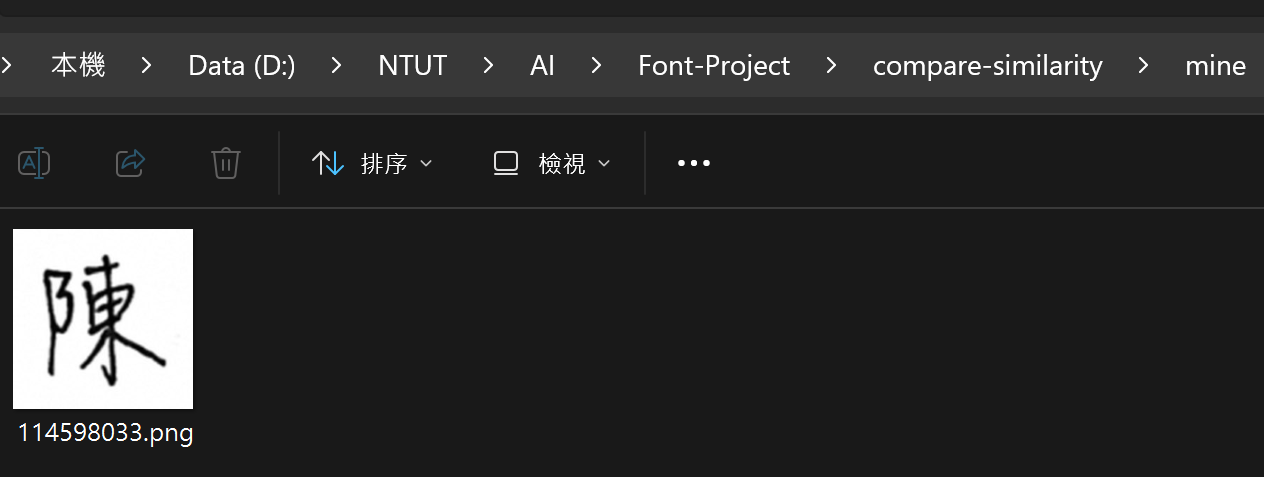 本機 > Data (D:) > NTUT > AI > Font-Project > compare-similarity > mine
排序 檢視
陳
114598033.png